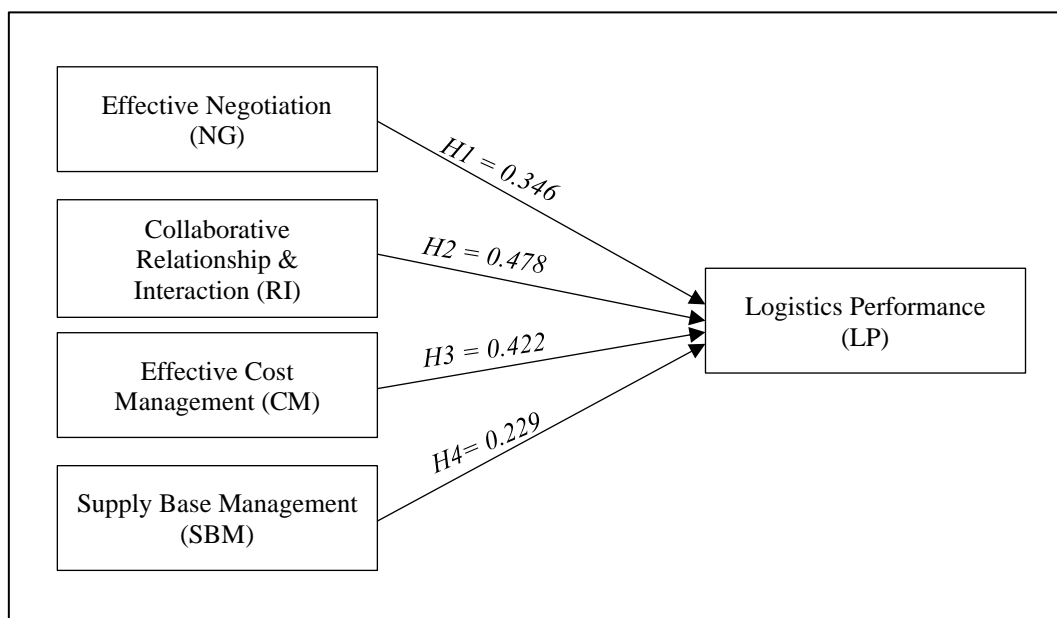 Effective Negotiation
(NG)
H1 = 0.346
Collaborative
Relationship &
Interaction (RI)
H2 = 0.478
Logistics Performance
(LP)
Effective Cost
Management (CM)
H3 = 0.422
Supply Base Management
(SBM)
H4= 0.229